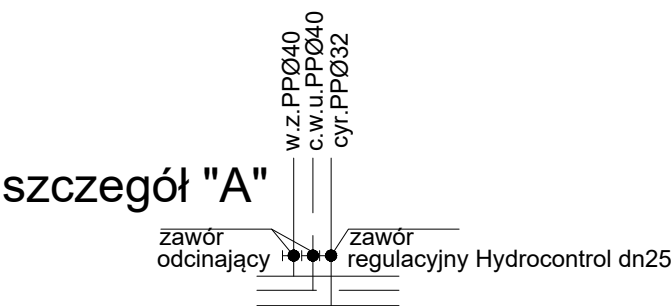 w.z.PPØ40
c.w.u.PPØ40
cyr.PPØ32
szczegół "A"
zawór
odcinający
zawór
regulacyjny Hydrocontrol dn25